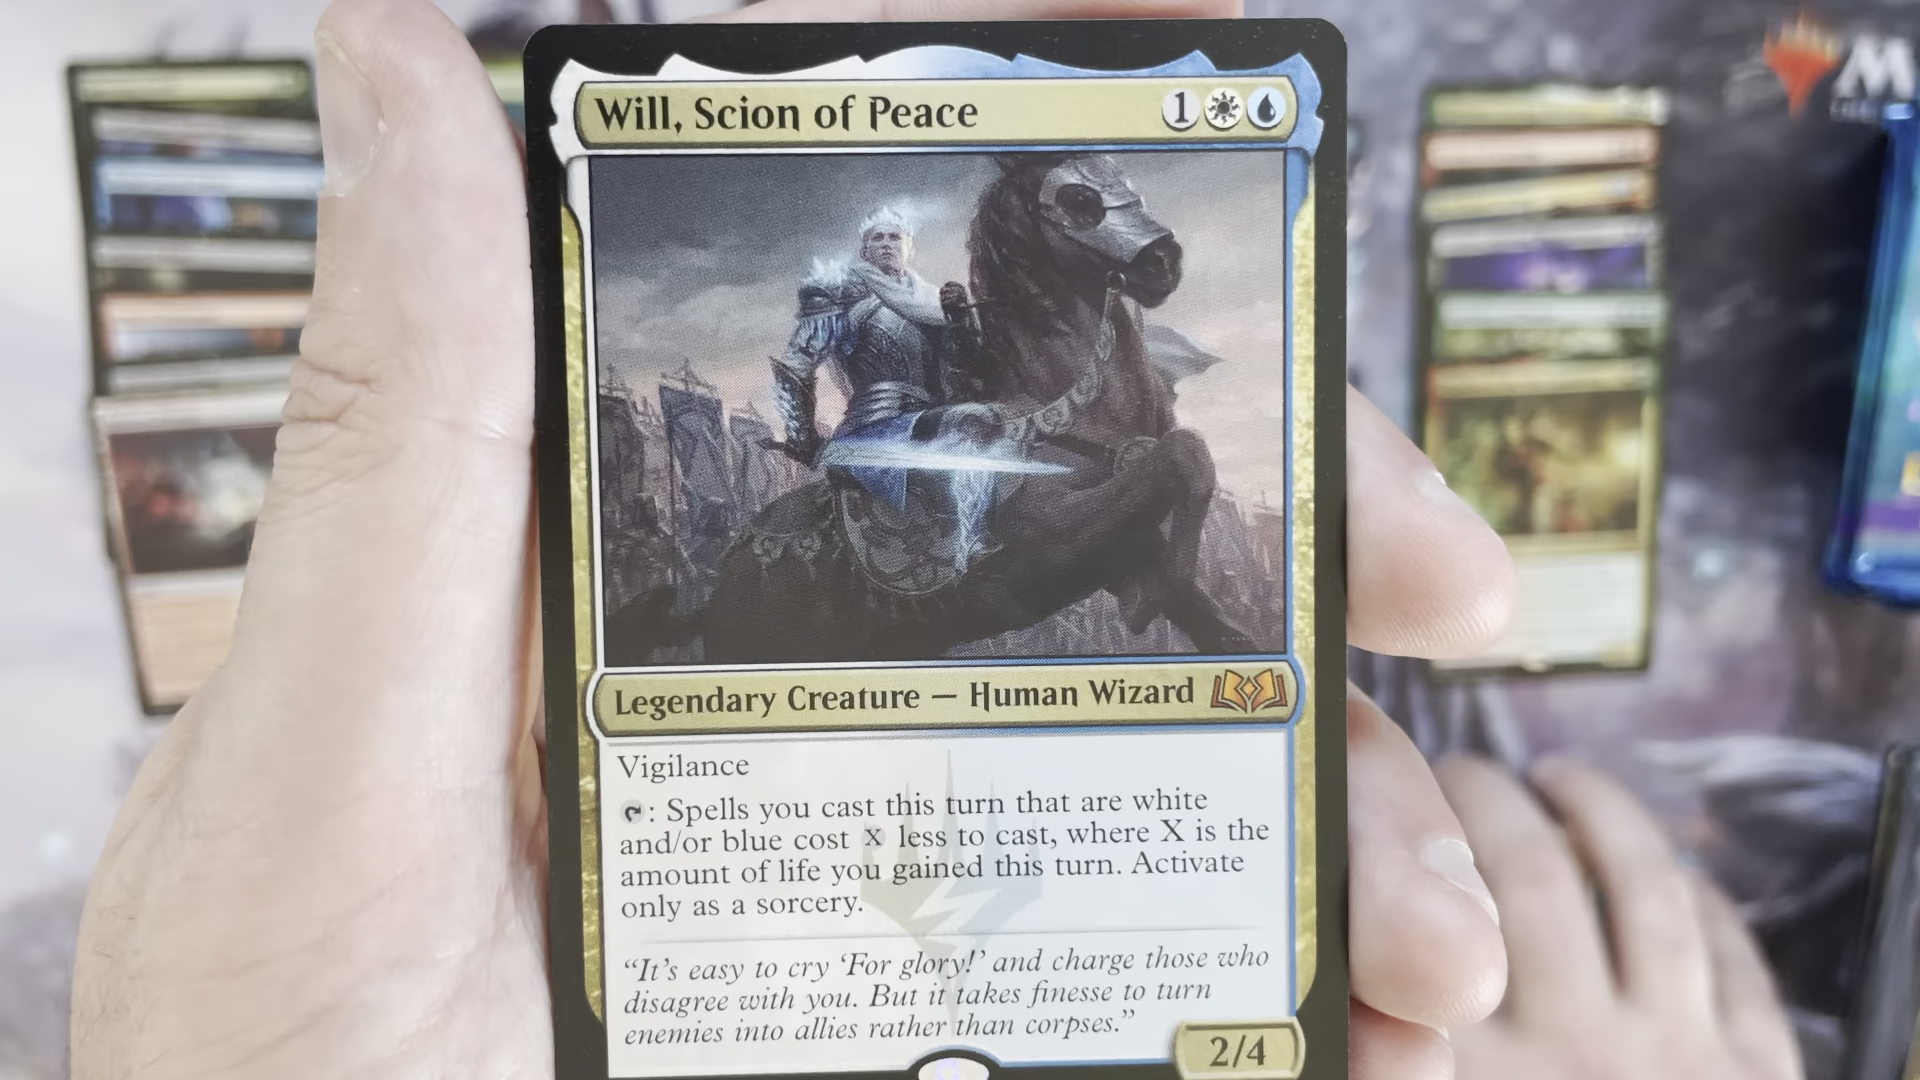 Will, Scion of Peace 1
Legendary Creature — Human Wizard
Vigilance
: Spells you cast this turn that are white
and/or blue cost X less to cast, where X is the
amount of life you gained this turn. Activate
only as a sorcery.
“It’s easy to cry ‘For glory!’ and charge those who
disagree with you. But it takes finesse to turn
enemies into allies rather than corpses.”
2/4